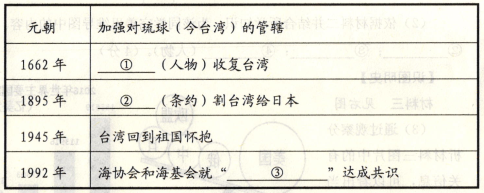 元朝 加强对琉球（今台湾）的管辖
1662年 ①（人物）收复台湾
1895年 ②（条约）割台湾给日本
1945年 台湾回到祖国怀抱
1992年 海协会和海基会就“ ③ ”达成共识